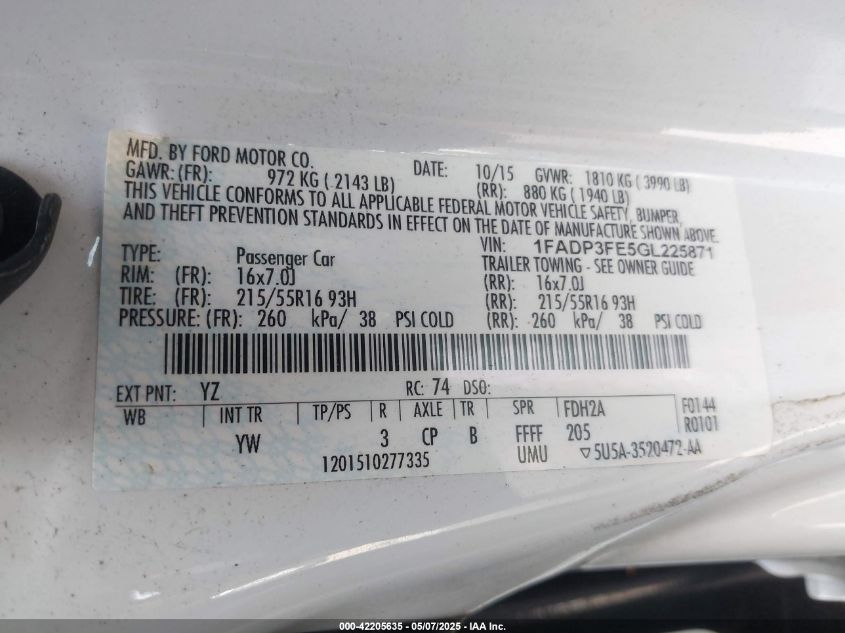 MFD. BY FORD MOTOR CO. DATE: 10/15 GVWR: 1810 KG ( 3990 LB)
GAWR: (FR): 972 KG ( 2143 LB) (RR): 880 KG ( 1940 LB)
THIS VEHICLE CONFORMS TO ALL APPLICABLE FEDERAL MOTOR VEHICLE SAFETY, BUMPER,
AND THEFT PREVENTION STANDARDS IN EFFECT ON THE DATE OF MANUFACTURE SHOWN ABOVE.
VIN: 1FADP3FE5GL225871
TYPE: Passenger Car TRAILER TOWING - SEE OWNER GUIDE
RIM: (FR): 16x7.0J (RR): 16x7.0J
TIRE: (FR): 215/55R16 93H (RR): 215/55R16 93H
PRESSURE: (FR): 260 kPa/ 38 PSI COLD (RR): 260 kPa/ 38 PSI COLD
EXT PNT: YZ RC: 74 DSO:
WB INT TR TP/PS R AXLE TR SPR FDH2A F0144
YW 3 CP B FFFF 205 R0101
1201510277335 UMU ▽5U5A-3520472-AA
000-42205635 - 05/07/2025 - IAA Inc.